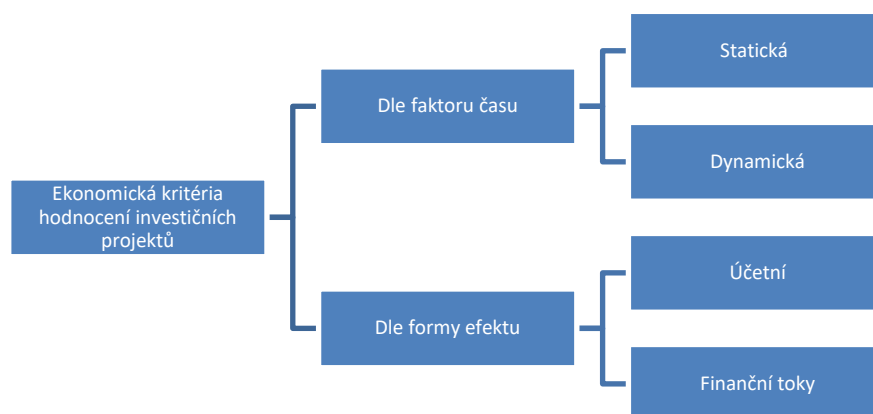 Ekonomická kritéria
hodnocení investičních
projektů
Dle faktoru času
Statická
Dynamická
Dle formy efektu
Účetní
Finanční toky